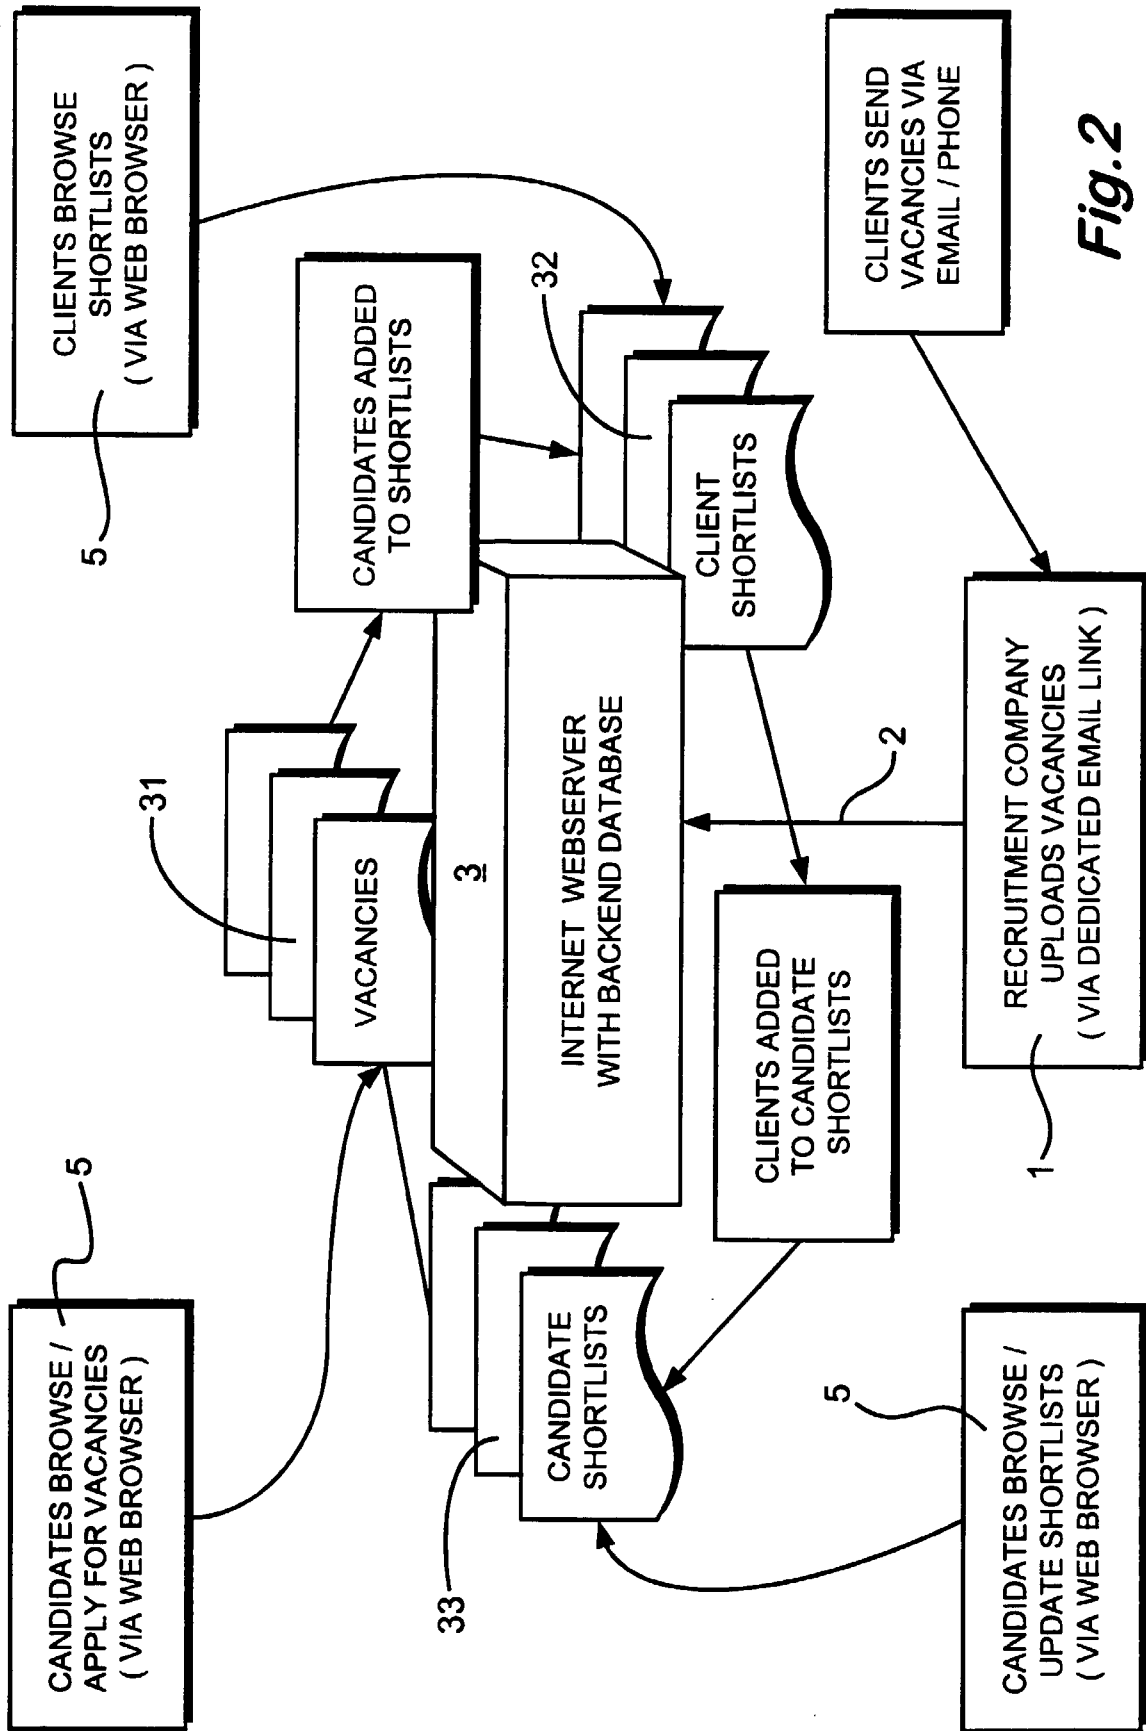 CANDIDATES BROWSE /
APPLY FOR VACANCIES
( VIA WEB BROWSER )
5
CLIENTS BROWSE
SHORTLISTS
( VIA WEB BROWSER )
5
31
VACANCIES
CANDIDATES ADDED
TO SHORTLISTS
32
CLIENT
SHORTLISTS
3
INTERNET WEBSERVER
WITH BACKEND DATABASE
33
CANDIDATE
SHORTLISTS
CLIENTS ADDED
TO CANDIDATE
SHORTLISTS
2
CLIENTS SEND
VACANCIES VIA
EMAIL / PHONE
5
CANDIDATES BROWSE /
UPDATE SHORTLISTS
( VIA WEB BROWSER )
1
RECRUITMENT COMPANY
UPLOADS VACANCIES
( VIA DEDICATED EMAIL LINK )
Fig.2